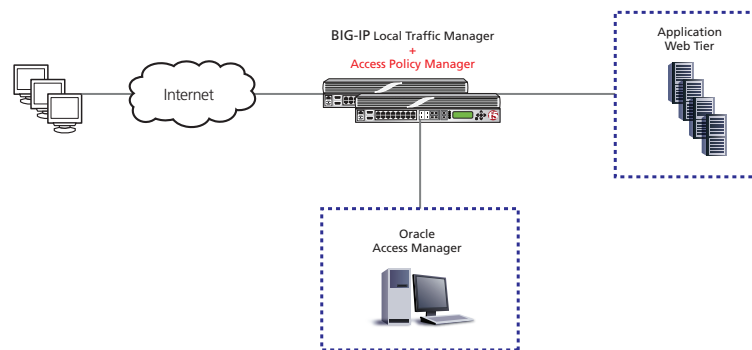 BIG-IP Local Traffic Manager
+
Access Policy Manager
Application
Web Tier
Internet
Oracle
Access Manager